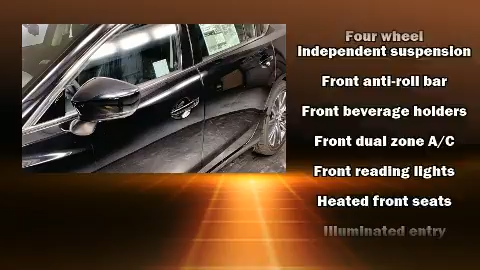 Four wheel
Independent suspension
Front anti-roll bar
Front beverage holders
Front dual zone A/C
Front reading lights
Heated front seats
Illuminated entry